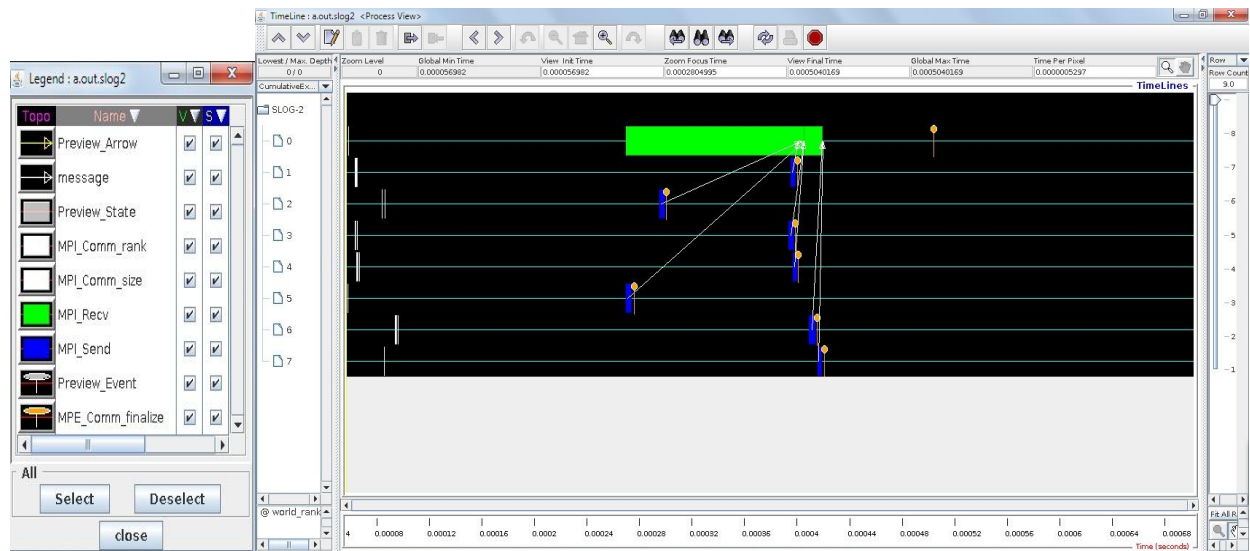 TimeLine : a.out.slog2 <Process View>
Lowest / Max. Depth
Zoom Level
Global Min Time
View Init Time
Zoom Focus Time
View Final Time
Global Max Time
Time Per Pixel
0 / 0
0
0.000056982
0.000056982
0.0002804995
0.0005040169
0.0005040169
0.0000005297
Row
Row Count
9.0
CumulativeEx...
TimeLines
SLOG-2
0
1
2
3
4
5
6
7
8
7
6
5
4
3
2
1
@ world_rank
Fit All R
4 0.00008 0.00012 0.00016 0.0002 0.00024 0.00028 0.00032 0.00036 0.0004 0.00044 0.00048 0.00052 0.00056 0.0006 0.00064 0.00068
Time (seconds)
Legend : a.out.slog2
Topo Name V S
Preview_Arrow
message
Preview_State
MPI_Comm_rank
MPI_Comm_size
MPI_Recv
MPI_Send
Preview_Event
MPE_Comm_finalize
All
Select Deselect
close